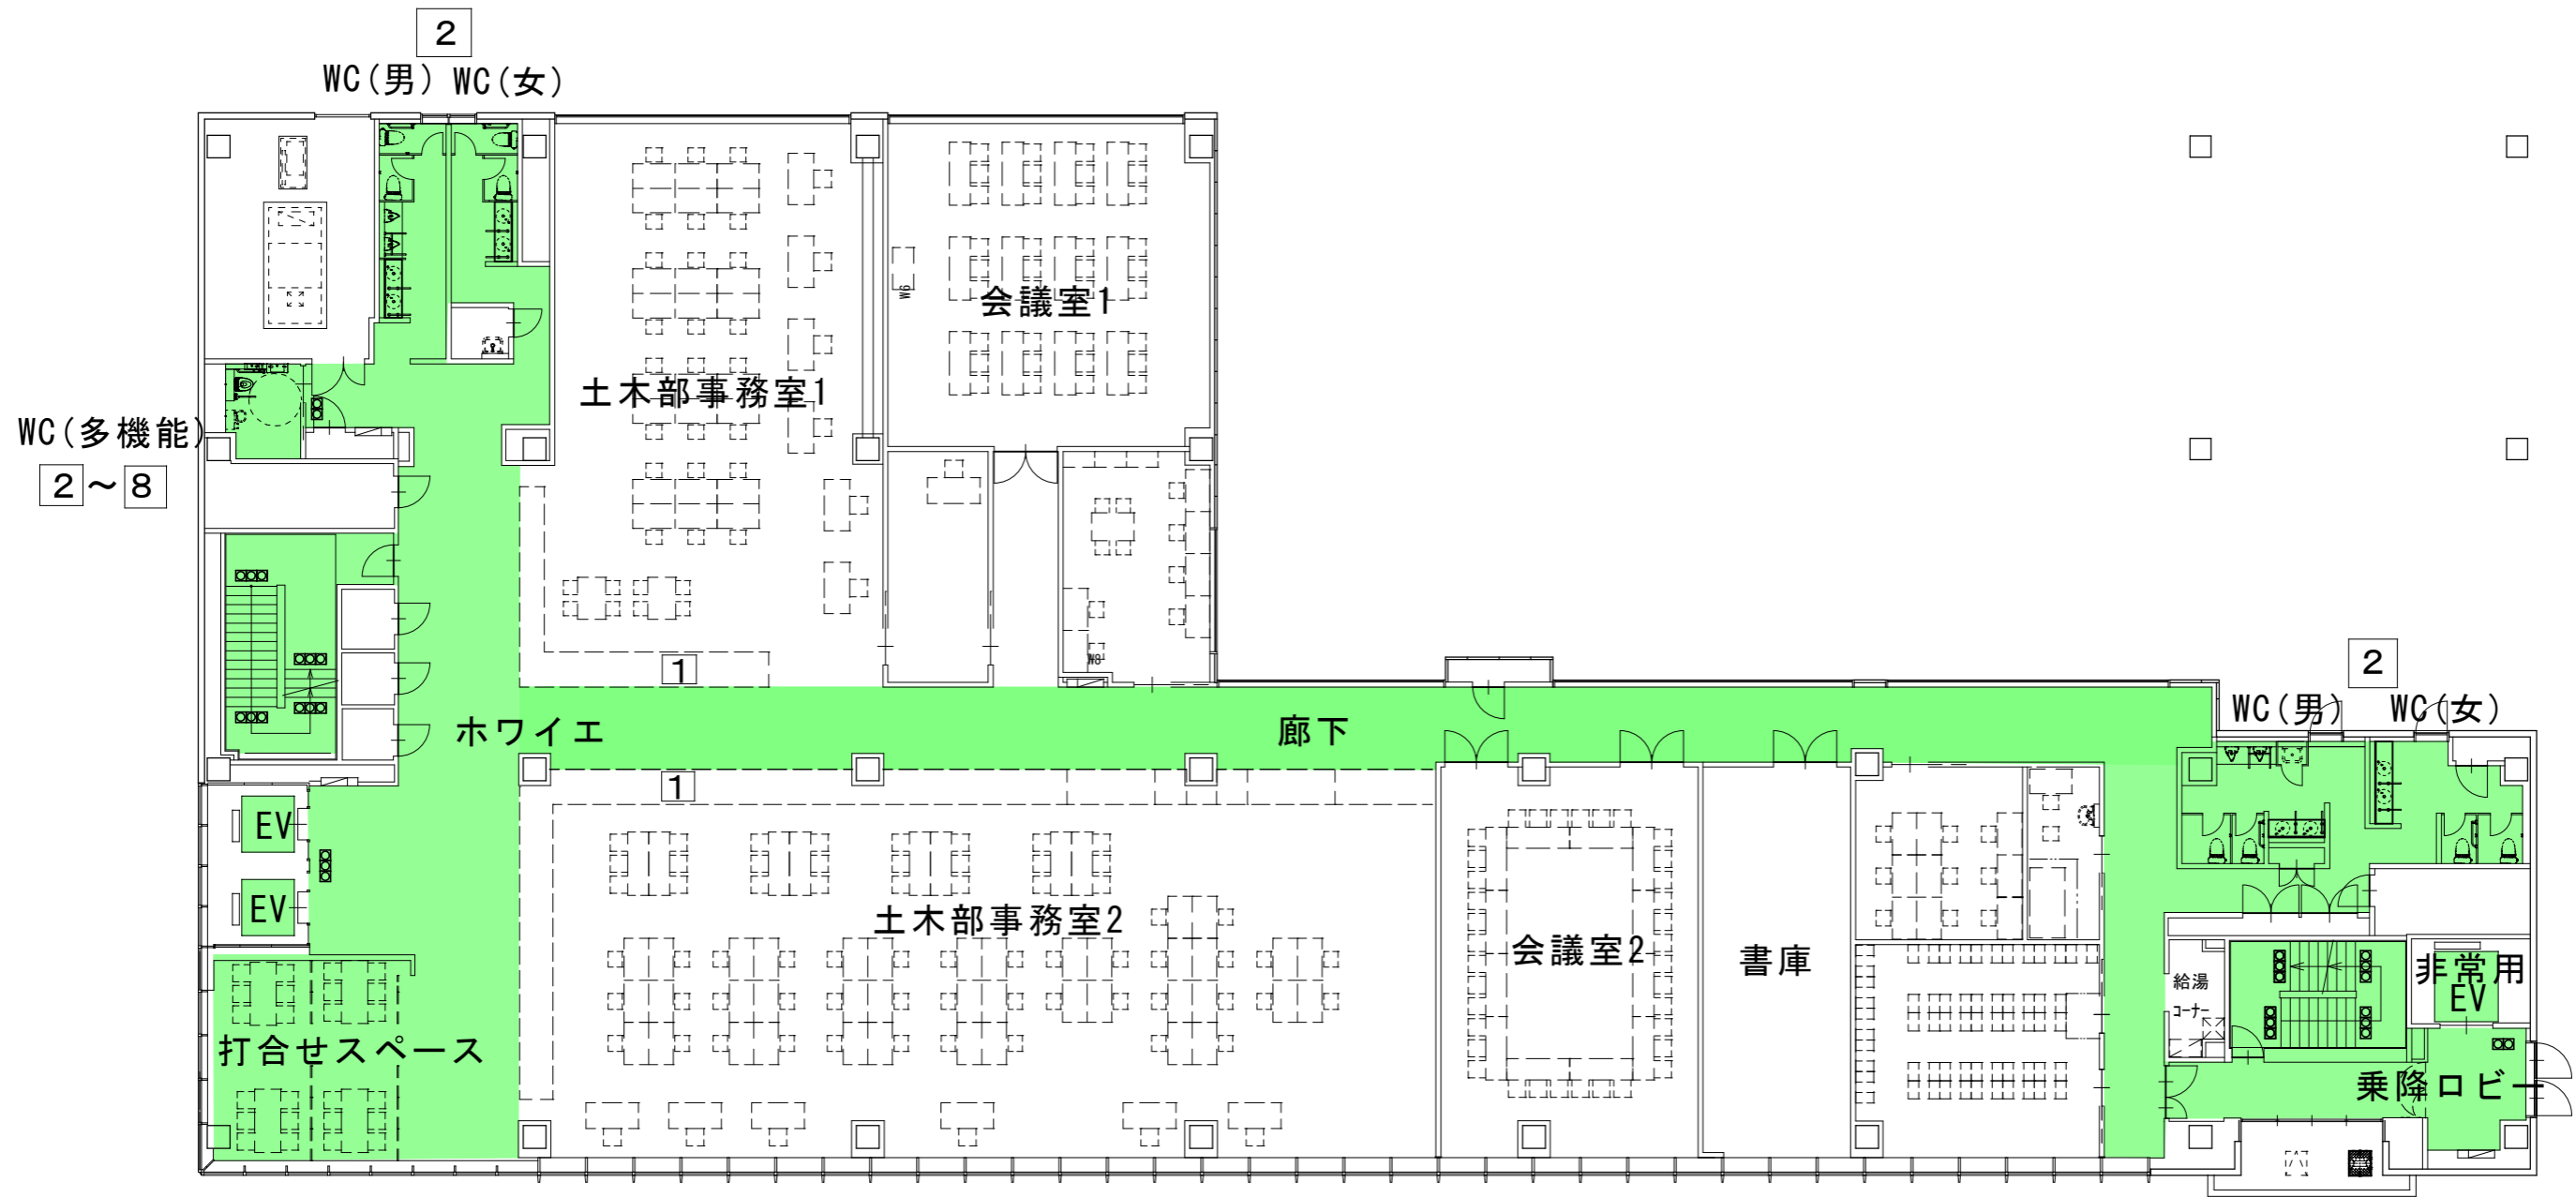 2
WC(男) WC(女)
W6
会議室1
土木部事務室1
WC(多機能)
2～8
W8
1
2
WC(男) WC(女)
ホワイエ
廊下
1
EV
EV
土木部事務室2
会議室2
書庫
給湯
コーナー
非常用
EV
打合せスペース
乗降ロビー